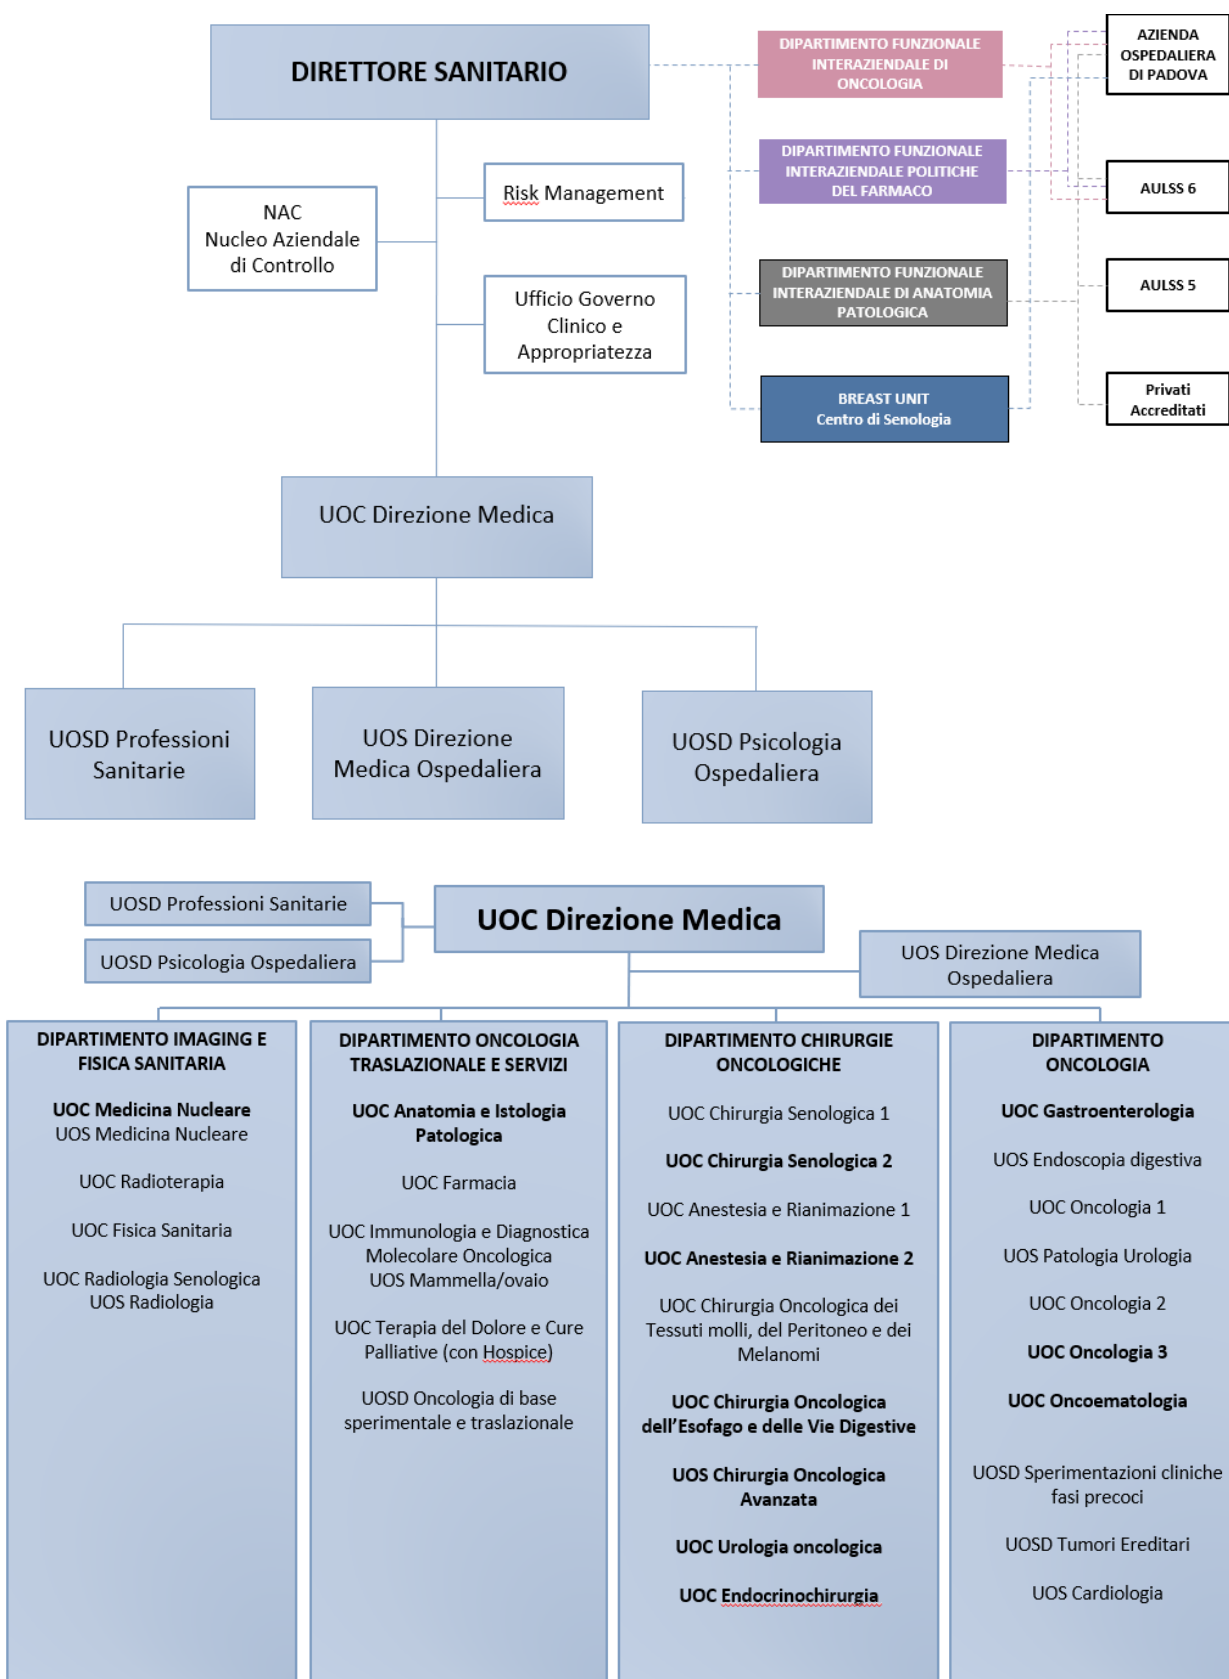 DIRETTORE SANITARIO
DIPARTIMENTO FUNZIONALE
INTERAZIENDALE DI
ONCOLOGIA
AZIENDA
OSPEDALIERA
DI PADOVA
DIPARTIMENTO FUNZIONALE
INTERAZIENDALE POLITICHE
DEL FARMACO
AULSS 6
Risk Management
NAC
Nucleo Aziendale
di Controllo
DIPARTIMENTO FUNZIONALE
INTERAZIENDALE DI ANATOMIA
PATOLOGICA
AULSS 5
Ufficio Governo
Clinico e
Appropriatezza
BREAST UNIT
Centro di Senologia
Privati
Accreditati
UOC Direzione Medica
UOSD Professioni
Sanitarie
UOS Direzione
Medica Ospedaliera
UOSD Psicologia
Ospedaliera
UOSD Professioni Sanitarie
UOSD Psicologia Ospedaliera
UOC Direzione Medica
UOS Direzione Medica
Ospedaliera
DIPARTIMENTO IMAGING E
FISICA SANITARIA
UOC Medicina Nucleare
UOS Medicina Nucleare
UOC Radioterapia
UOC Fisica Sanitaria
UOC Radiologia Senologica
UOS Radiologia
DIPARTIMENTO ONCOLOGIA
TRASLAZIONALE E SERVIZI
UOC Anatomia e Istologia
Patologica
UOC Farmacia
UOC Immunologia e Diagnostica
Molecolare Oncologica
UOS Mammella/ovaio
UOC Terapia del Dolore e Cure
Palliative (con Hospice)
UOSD Oncologia di base
sperimentale e traslazionale
DIPARTIMENTO CHIRURGIE
ONCOLOGICHE
UOC Chirurgia Senologica 1
UOC Chirurgia Senologica 2
UOC Anestesia e Rianimazione 1
UOC Anestesia e Rianimazione 2
UOC Chirurgia Oncologica dei
Tessuti molli, del Peritoneo e dei
Melanomi
UOC Chirurgia Oncologica
dell'Esofago e delle Vie Digestive
UOS Chirurgia Oncologica
Avanzata
UOC Urologia oncologica
UOC Endocrinochirurgia
DIPARTIMENTO
ONCOLOGIA
UOC Gastroenterologia
UOS Endoscopia digestiva
UOC Oncologia 1
UOS Patologia Urologia
UOC Oncologia 2
UOC Oncologia 3
UOC Oncoematologia
UOSD Sperimentazioni cliniche
fasi precoci
UOSD Tumori Ereditari
UOS Cardiologia